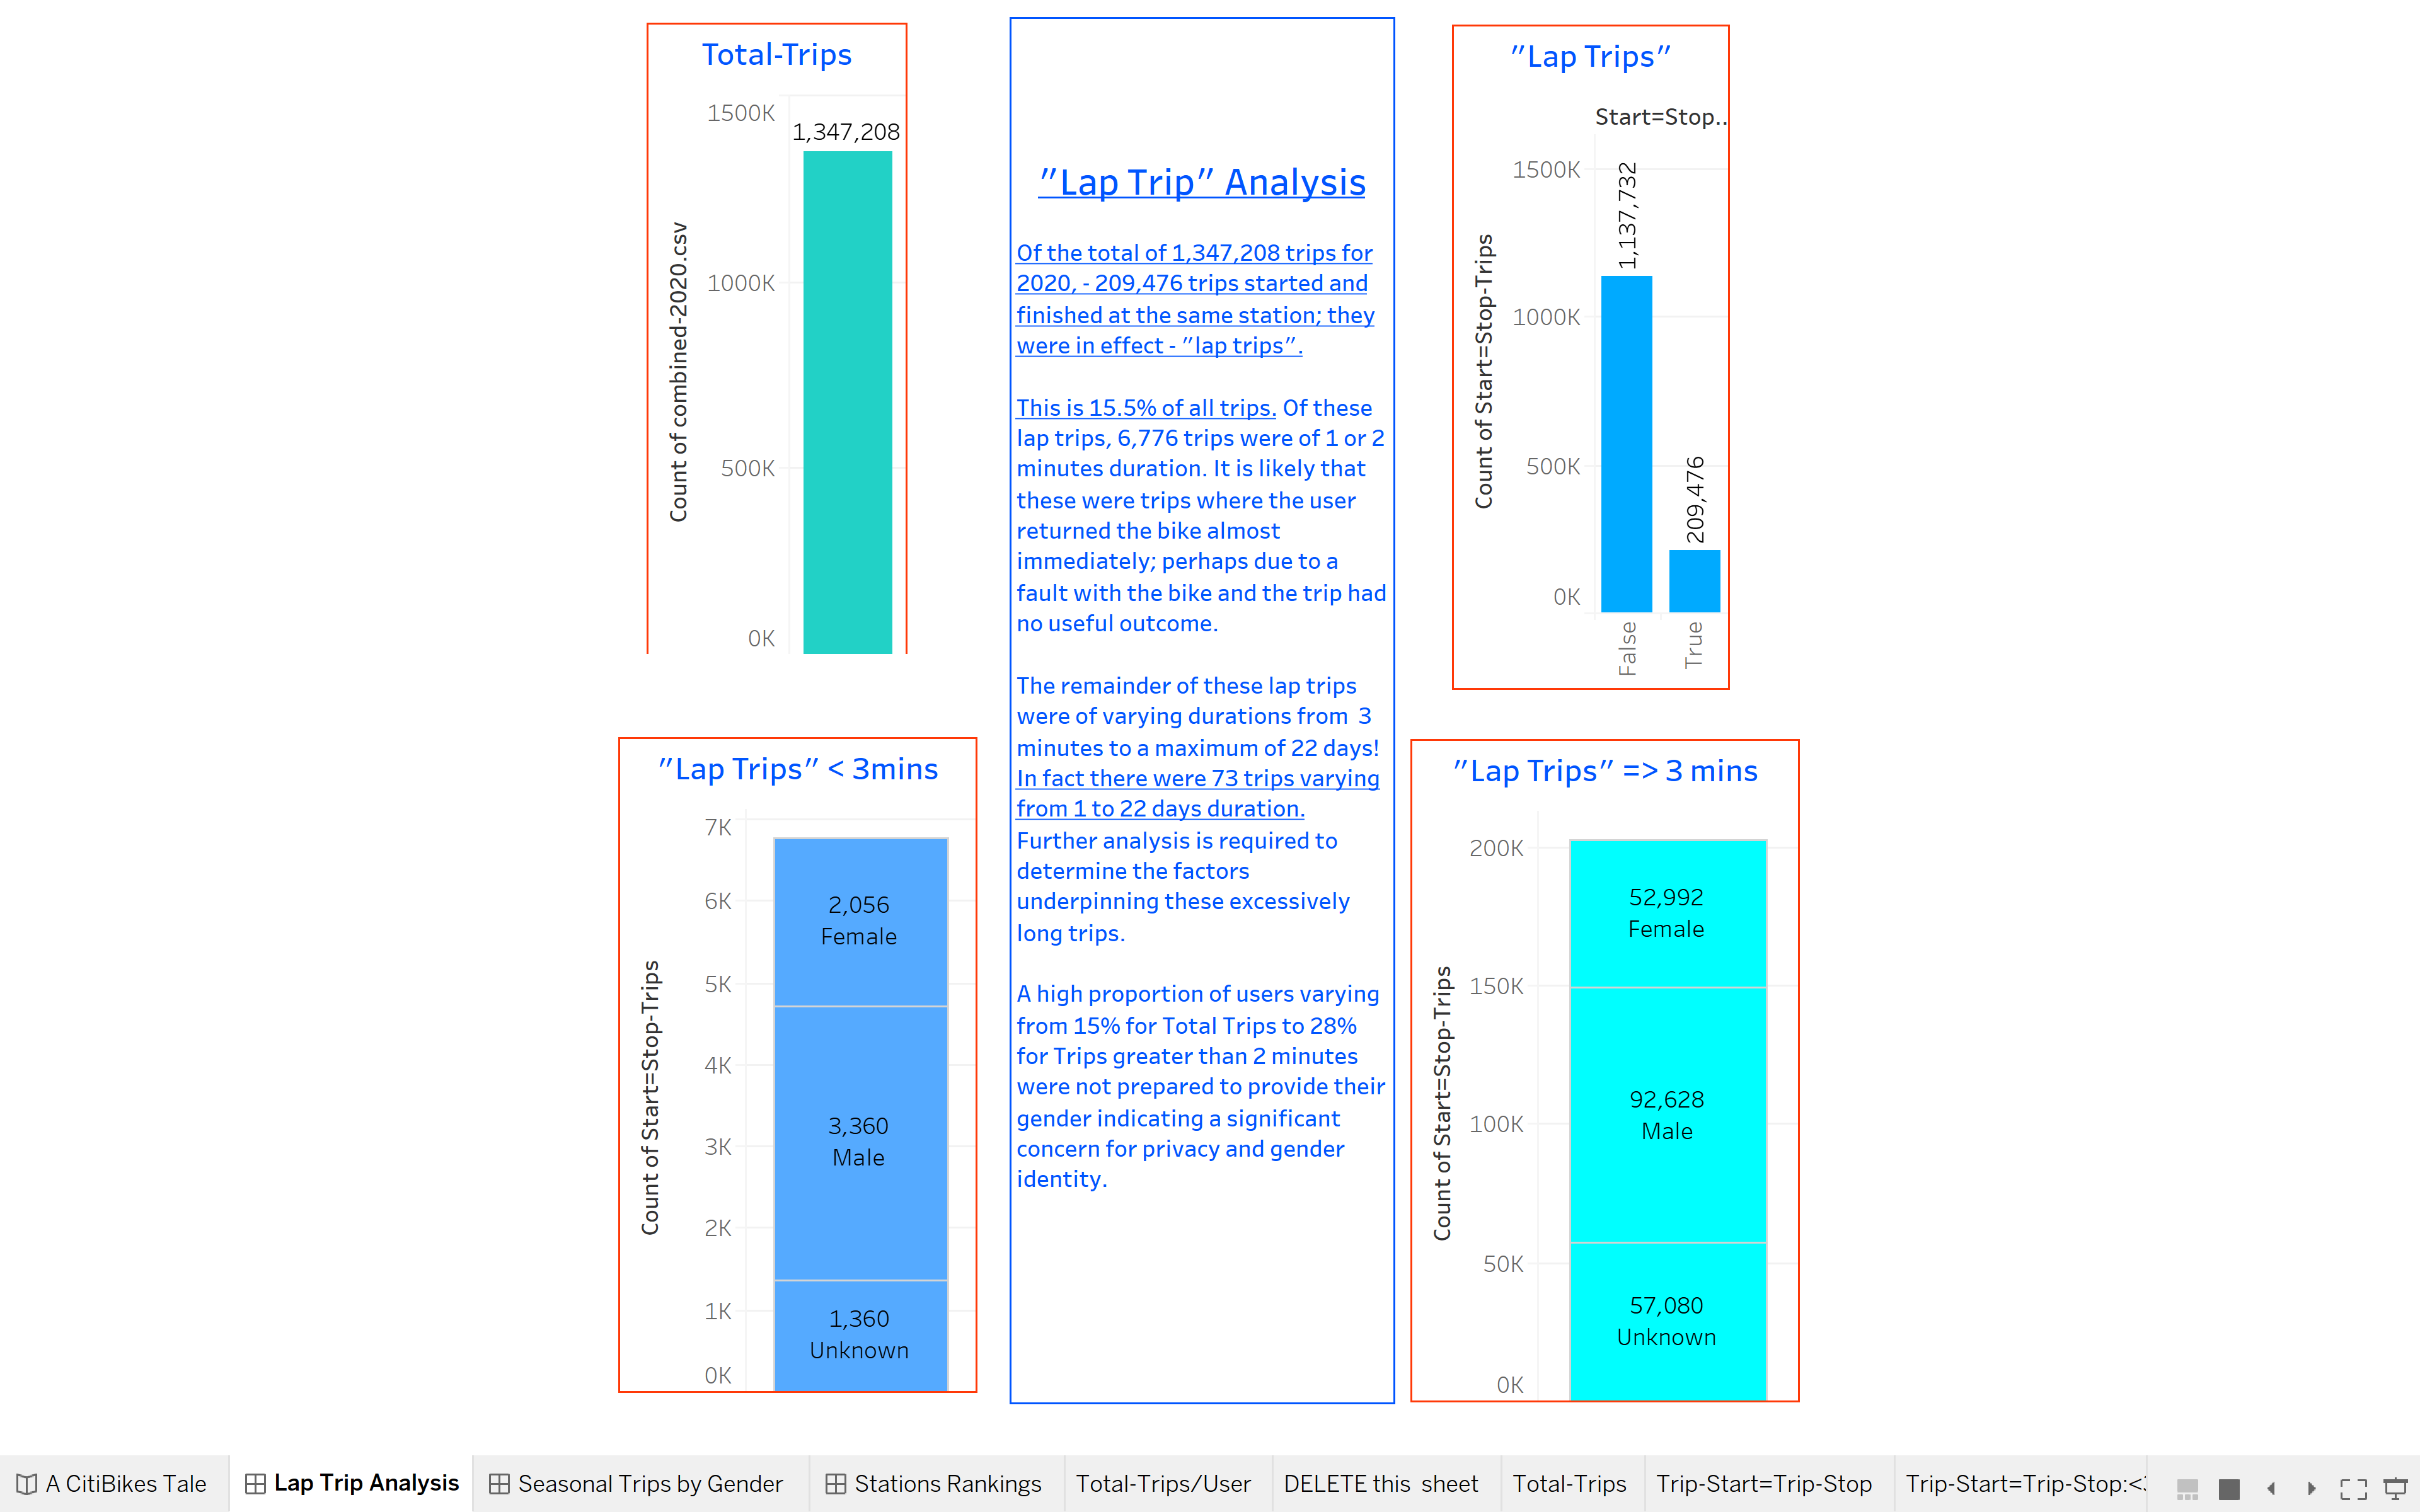 Total-Trips
1500K
1,347,208
1000K
500K
0K
Count of combined-2020.csv
"Lap Trip" Analysis
Of the total of 1,347,208 trips for
2020, - 209,476 trips started and
finished at the same station; they
were in effect - "lap trips".
This is 15.5% of all trips. Of these
lap trips, 6,776 trips were of 1 or 2
minutes duration. It is likely that
these were trips where the user
returned the bike almost
immediately; perhaps due to a
fault with the bike and the trip had
no useful outcome.
The remainder of these lap trips
were of varying durations from  3
minutes to a maximum of 22 days!
In fact there were 73 trips varying
from 1 to 22 days duration.
Further analysis is required to
determine the factors
underpinning these excessively
long trips.
A high proportion of users varying
from 15% for Total Trips to 28%
for Trips greater than 2 minutes
were not prepared to provide their
gender indicating a significant
concern for privacy and gender
identity.
"Lap Trips"
Start=Stop..
1500K
1000K
500K
0K
Count of Start=Stop-Trips
1,137,732
209,476
False
True
"Lap Trips" < 3mins
7K
6K
5K
4K
3K
2K
1K
0K
Count of Start=Stop-Trips
2,056
Female
3,360
Male
1,360
Unknown
"Lap Trips" => 3 mins
200K
150K
100K
50K
0K
Count of Start=Stop-Trips
52,992
Female
92,628
Male
57,080
Unknown
A CitiBikes Tale
Lap Trip Analysis
Seasonal Trips by Gender
Stations Rankings
Total-Trips/User
DELETE this  sheet
Total-Trips
Trip-Start=Trip-Stop
Trip-Start=Trip-Stop:<